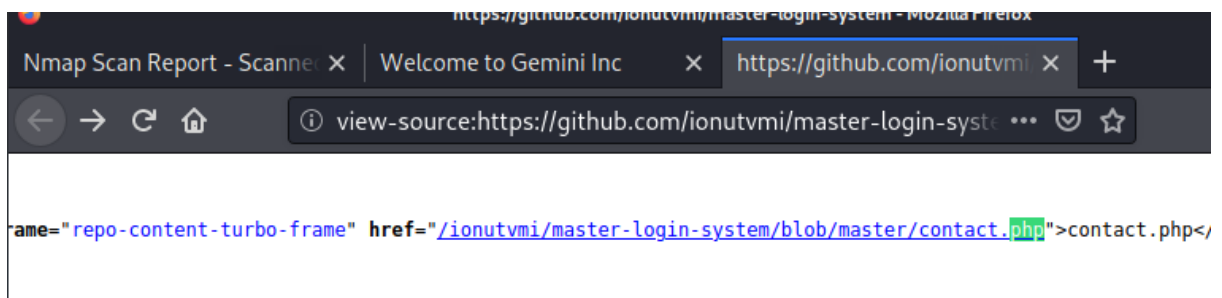 https://github.com/ionutvmi/master-login-system - Mozilla Firefox
Nmap Scan Report - Scanne Welcome to Gemini Inc https://github.com/ionutvmi
view-source:https://github.com/ionutvmi/master-login-syste
rame="repo-content-turbo-frame" href="/ionutvmi/master-login-system/blob/master/contact.php">contact.php</